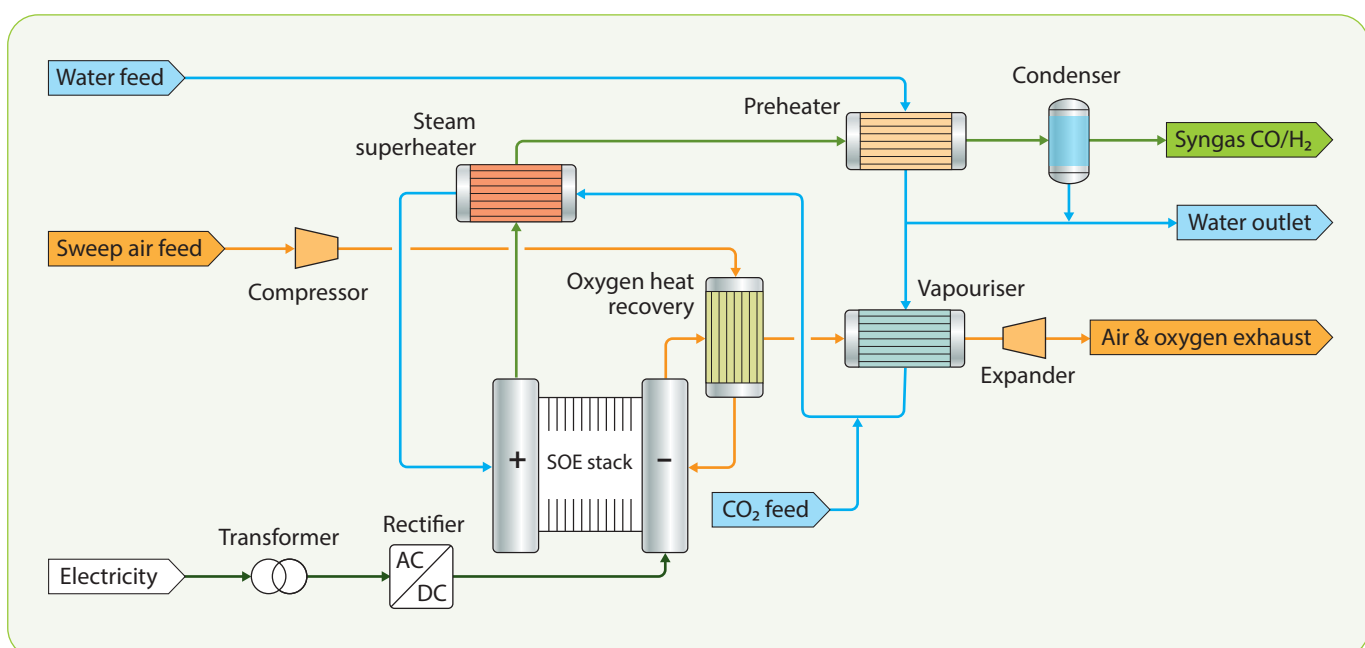 Water feed
Condenser
Preheater
Steam
superheater
Syngas CO/H₂
Sweep air feed
Water outlet
Compressor
Oxygen heat
recovery
Vapouriser
Air & oxygen exhaust
Expander
+
SOE stack
-
CO₂ feed
Transformer
Rectifier
Electricity
AC
DC